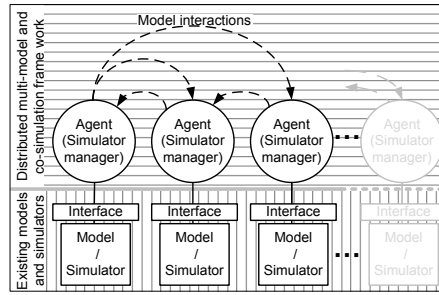 Model interactions
Distributed multi-model and
co-simulation frame work
Agent
(Simulator
manager)
Agent
(Simulator
manager)
Agent
(Simulator
manager)
Agent
(Simulator
manager)
Existing models
and simulators
Interface
Interface
Interface
Interface
Model
/
Simulator
Model
/
Simulator
Model
/
Simulator
Model
/
Simulator